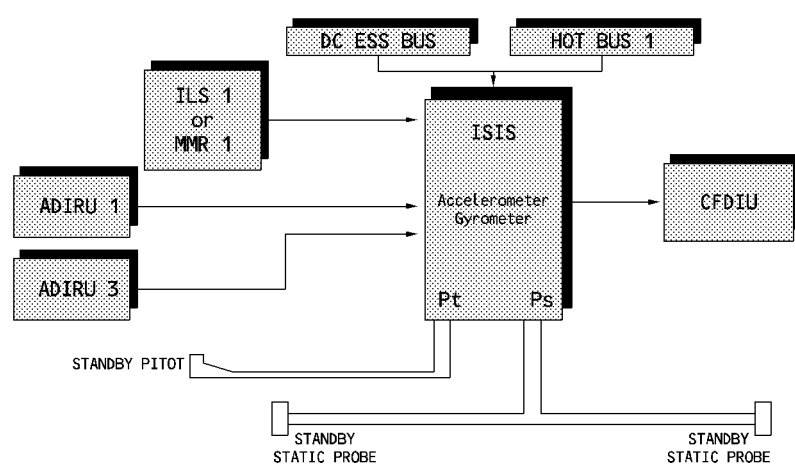 DC ESS BUS
HOT BUS 1
ILS 1
or
MMR 1
ISIS
ADIRU 1
Accelerometer
Gyrometer
CFDIU
ADIRU 3
Pt
Ps
STANDBY PITOT
STANDBY
STATIC PROBE
STANDBY
STATIC PROBE